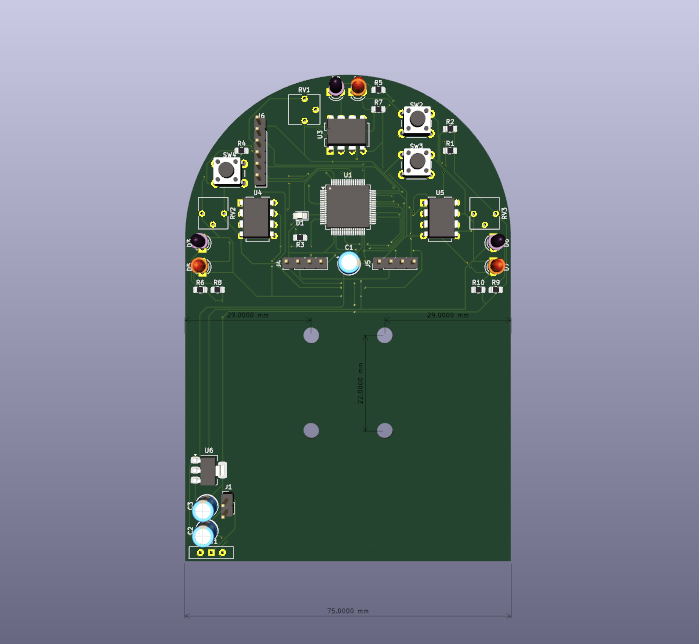 RV1
R5
R7
J6
U3
SW2
R2
R4
SW3
R1
U1
U4
U5
RV2
RV3
D1
R3
C1
J4
J5
R6
R8
R10
R9
29.0000 mm
29.0000 mm
22.0000 mm
U6
J1
C3
C2
75.0000 mm